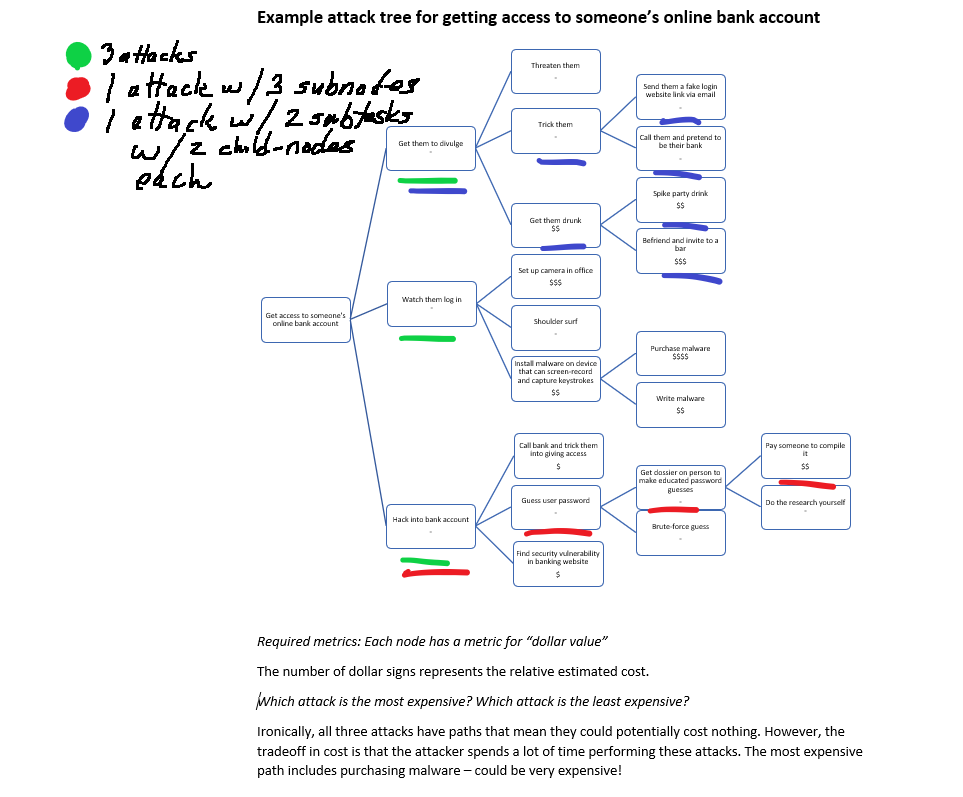 Example attack tree for getting access to someone's online bank account
3 attacks
1 attack w/ 3 subnodes
1 attack w/ 2 subtasks
w/ 2 child-nodes
each
Get access to someone's
online bank account
Get them to divulge
-
Threaten them
-
Trick them
-
Send them a fake login
website link via email
-
Call them and pretend to
be their bank
-
Get them drunk
$$
Spike party drink
$$
Befriend and invite to a
bar
$$$
Watch them log in
-
Set up camera in office
$$$
Shoulder surf
-
Install malware on device
that can screen-record
and capture keystrokes
$$
Purchase malware
$$$$
Write malware
$$
Hack into bank account
-
Call bank and trick them
into giving access
$
Guess user password
-
Get dossier on person to
make educated password
guesses
-
Pay someone to compile
it
$$
Do the research yourself
-
Brute-force guess
-
Find security vulnerability
in banking website
$
Required metrics: Each node has a metric for “dollar value”
The number of dollar signs represents the relative estimated cost.
Which attack is the most expensive? Which attack is the least expensive?
Ironically, all three attacks have paths that mean they could potentially cost nothing. However, the
tradeoff in cost is that the attacker spends a lot of time performing these attacks. The most expensive
path includes purchasing malware – could be very expensive!